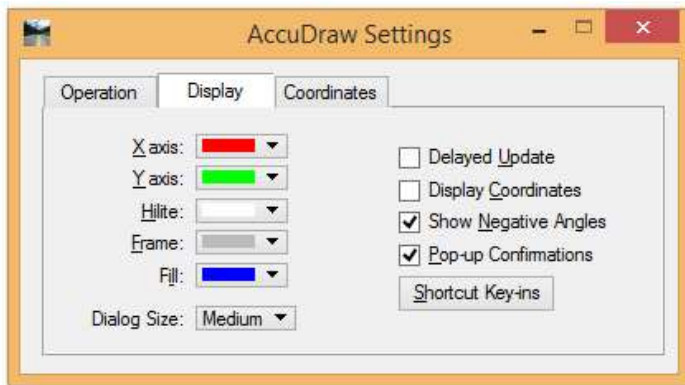 AccuDraw Settings
Operation Display Coordinates
X axis:
Y axis:
Hilite:
Frame:
Fill:
Dialog Size: Medium
Delayed Update
Display Coordinates
Show Negative Angles
Pop-up Confirmations
Shortcut Key-ins